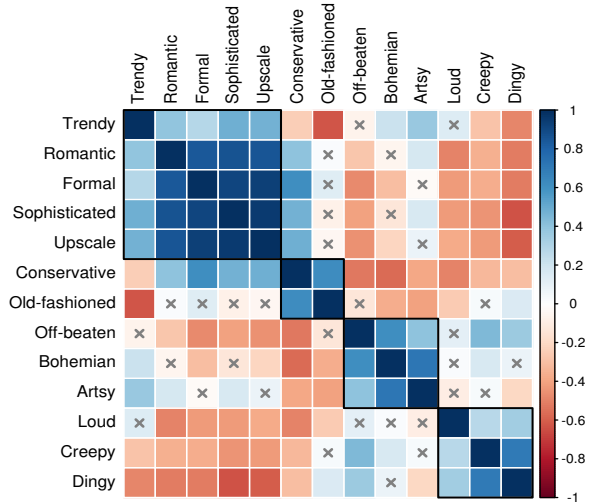 Trendy
Romantic
Formal
Sophisticated
Upscale
Conservative
Old-fashioned
Off-beaten
Bohemian
Artsy
Loud
Creepy
Dingy
Trendy
Romantic
Formal
Sophisticated
Upscale
Conservative
Old-fashioned
Off-beaten
Bohemian
Artsy
Loud
Creepy
Dingy
1
0.8
0.6
0.4
0.2
0
-0.2
-0.4
-0.6
-0.8
-1